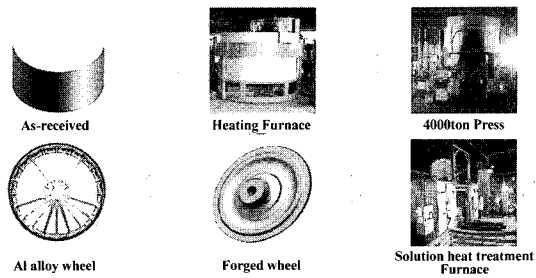 As-received
Heating Furnace
4000ton Press
Al alloy wheel
Forged wheel
Solution heat treatment
Furnace